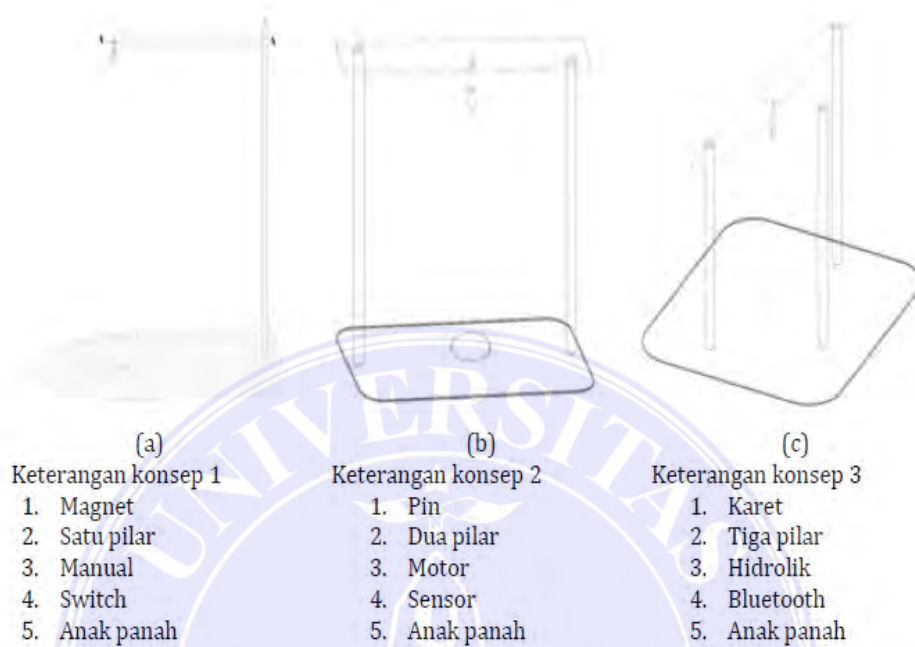 (a)
Keterangan konsep 1
1. Magnet
2. Satu pilar
3. Manual
4. Switch
5. Anak panah
(b)
Keterangan konsep 2
1. Pin
2. Dua pilar
3. Motor
4. Sensor
5. Anak panah
(c)
Keterangan konsep 3
1. Karet
2. Tiga pilar
3. Hidrolik
4. Bluetooth
5. Anak panah
UNIVERSITAS